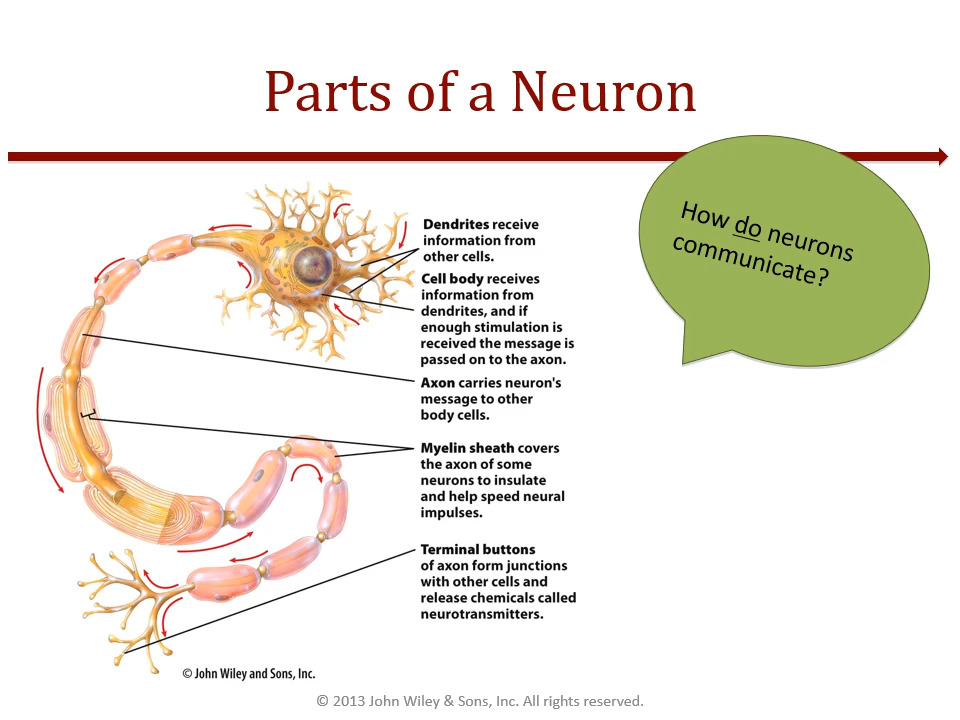 Parts of a Neuron
How do neurons
communicate?
Dendrites receive
information from
other cells.
Cell body receives
information from
dendrites, and if
enough stimulation is
received the message is
passed on to the axon.
Axon carries neuron's
message to other
body cells.
Myelin sheath covers
the axon of some
neurons to insulate
and help speed neural
impulses.
Terminal buttons
of axon form junctions
with other cells and
release chemicals called
neurotransmitters.
© John Wiley and Sons, Inc.
© 2013 John Wiley & Sons, Inc. All rights reserved.